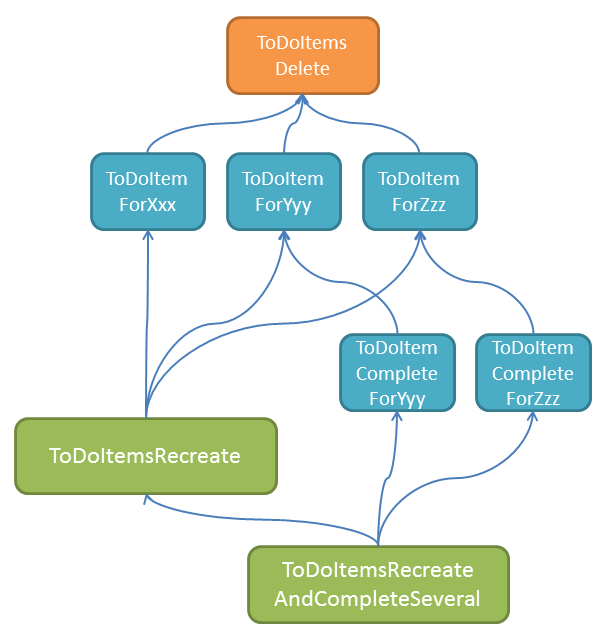 ToDoItems
Delete
ToDoItem
ForXxx
ToDoItem
ForYyy
ToDoItem
ForZzz
ToDoItem
Complete
ForYyy
ToDoItem
Complete
ForZzz
ToDoItemsRecreate
ToDoItemsRecreate
AndCompleteSeveral